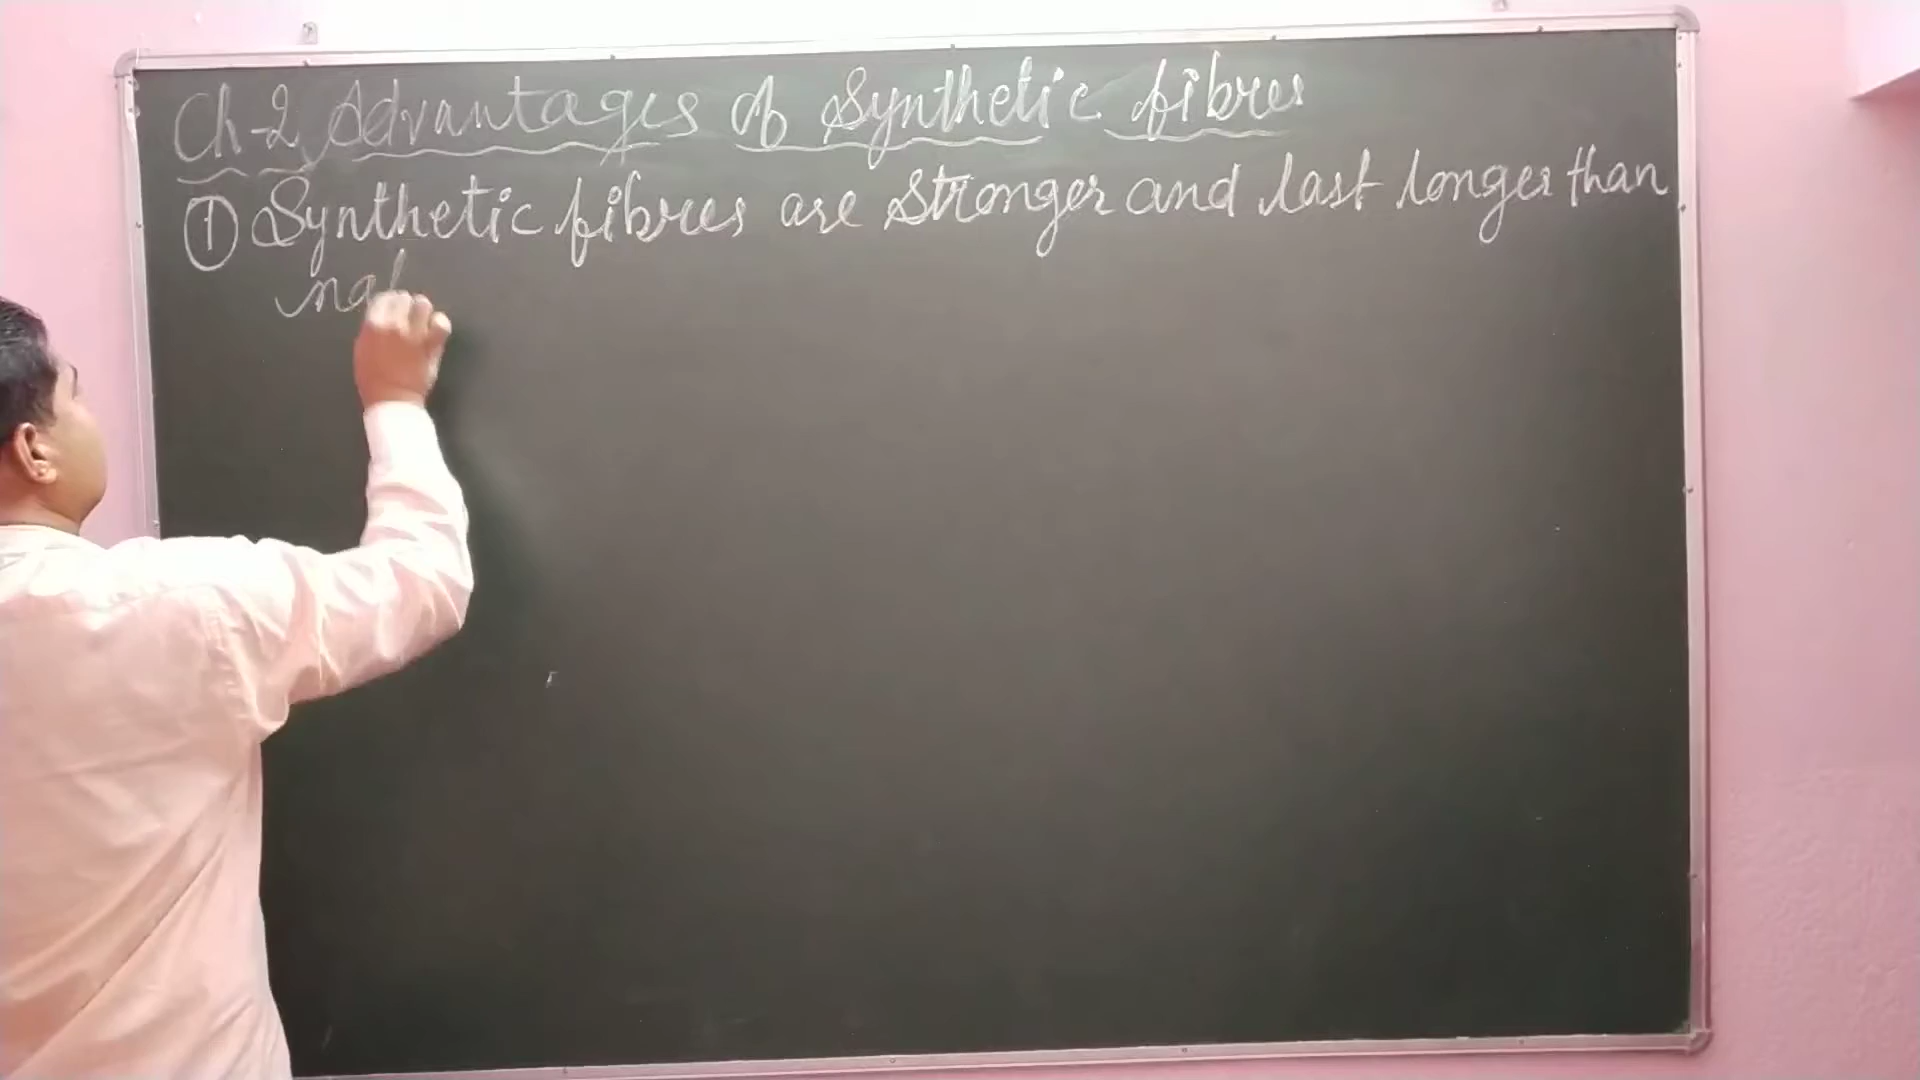 Ch-2, Advantages of Synthetic fibres
① Synthetic fibres are stronger and last longer than
nat